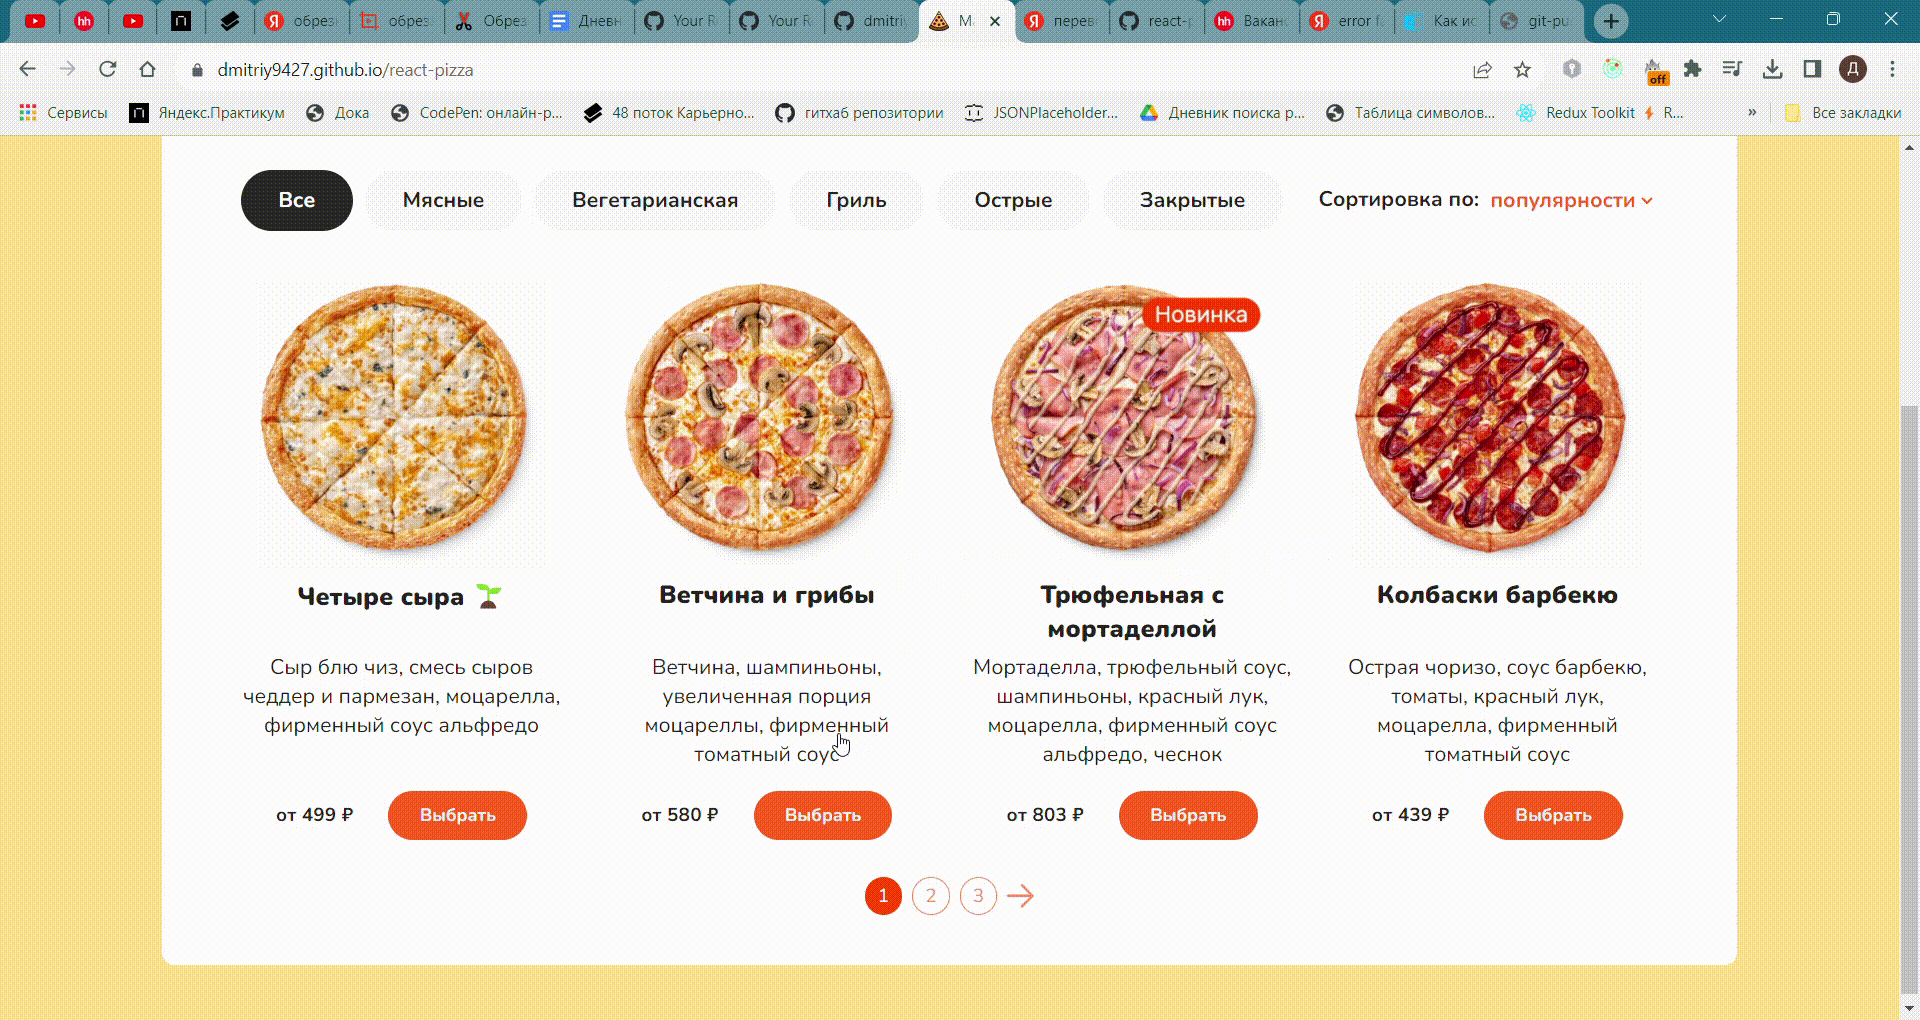 обрез
обрез
Обрез
Дневн
Your R
Your R
dmitri
М
перев
react-p
Вакан
error f
Как ис
git-pu
dmitriy9427.github.io/react-pizza
off
Д
Сервисы
Яндекс.Практикум
Дока
CodePen: онлайн-р...
48 поток Карьерно...
гитхаб репозитории
JSONPlaceholder...
Дневник поиска р...
Таблица символов...
Redux Toolkit
R...
»
Все закладки
Все
Мясные
Вегетарианская
Гриль
Острые
Закрытые
Сортировка по: популярности
Новинка
Четыре сыра
Сыр блю чиз, смесь сыров
чеддер и пармезан, моцарелла,
фирменный соус альфредо
от 499 ₽
Выбрать
Ветчина и грибы
Ветчина, шампиньоны,
увеличенная порция
моцареллы, фирменный
томатный соус
от 580 ₽
Выбрать
Трюфельная с
мортаделлой
Мортаделла, трюфельный соус,
шампиньоны, красный лук,
моцарелла, фирменный соус
альфредо, чеснок
от 803 ₽
Выбрать
Колбаски барбекю
Острая чоризо, соус барбекю,
томаты, красный лук,
моцарелла, фирменный
томатный соус
от 439 ₽
Выбрать
1 2 3